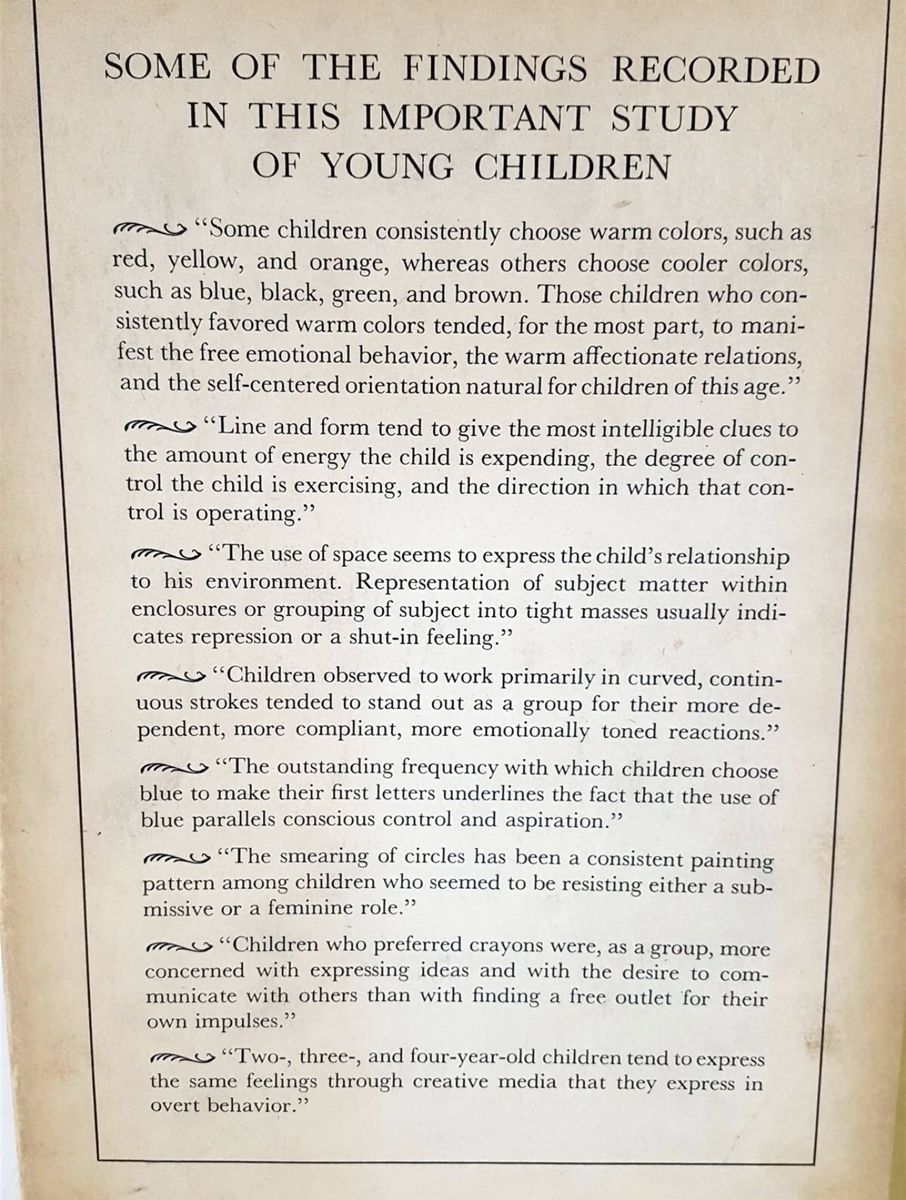 SOME OF THE FINDINGS RECORDED
IN THIS IMPORTANT STUDY
OF YOUNG CHILDREN
“Some children consistently choose warm colors, such as
red, yellow, and orange, whereas others choose cooler colors,
such as blue, black, green, and brown. Those children who con-
sistently favored warm colors tended, for the most part, to mani-
fest the free emotional behavior, the warm affectionate relations,
and the self-centered orientation natural for children of this age.”
“Line and form tend to give the most intelligible clues to
the amount of energy the child is expending, the degree of con-
trol the child is exercising, and the direction in which that con-
trol is operating.”
“The use of space seems to express the child’s relationship
to his environment. Representation of subject matter within
enclosures or grouping of subject into tight masses usually indi-
cates repression or a shut-in feeling.”
“Children observed to work primarily in curved, contin-
uous strokes tended to stand out as a group for their more de-
pendent, more compliant, more emotionally toned reactions.”
“The outstanding frequency with which children choose
blue to make their first letters underlines the fact that the use of
blue parallels conscious control and aspiration.”
“The smearing of circles has been a consistent painting
pattern among children who seemed to be resisting either a sub-
missive or a feminine role.”
“Children who preferred crayons were, as a group, more
concerned with expressing ideas and with the desire to com-
municate with others than with finding a free outlet for their
own impulses.”
“Two-, three-, and four-year-old children tend to express
the same feelings through creative media that they express in
overt behavior.”